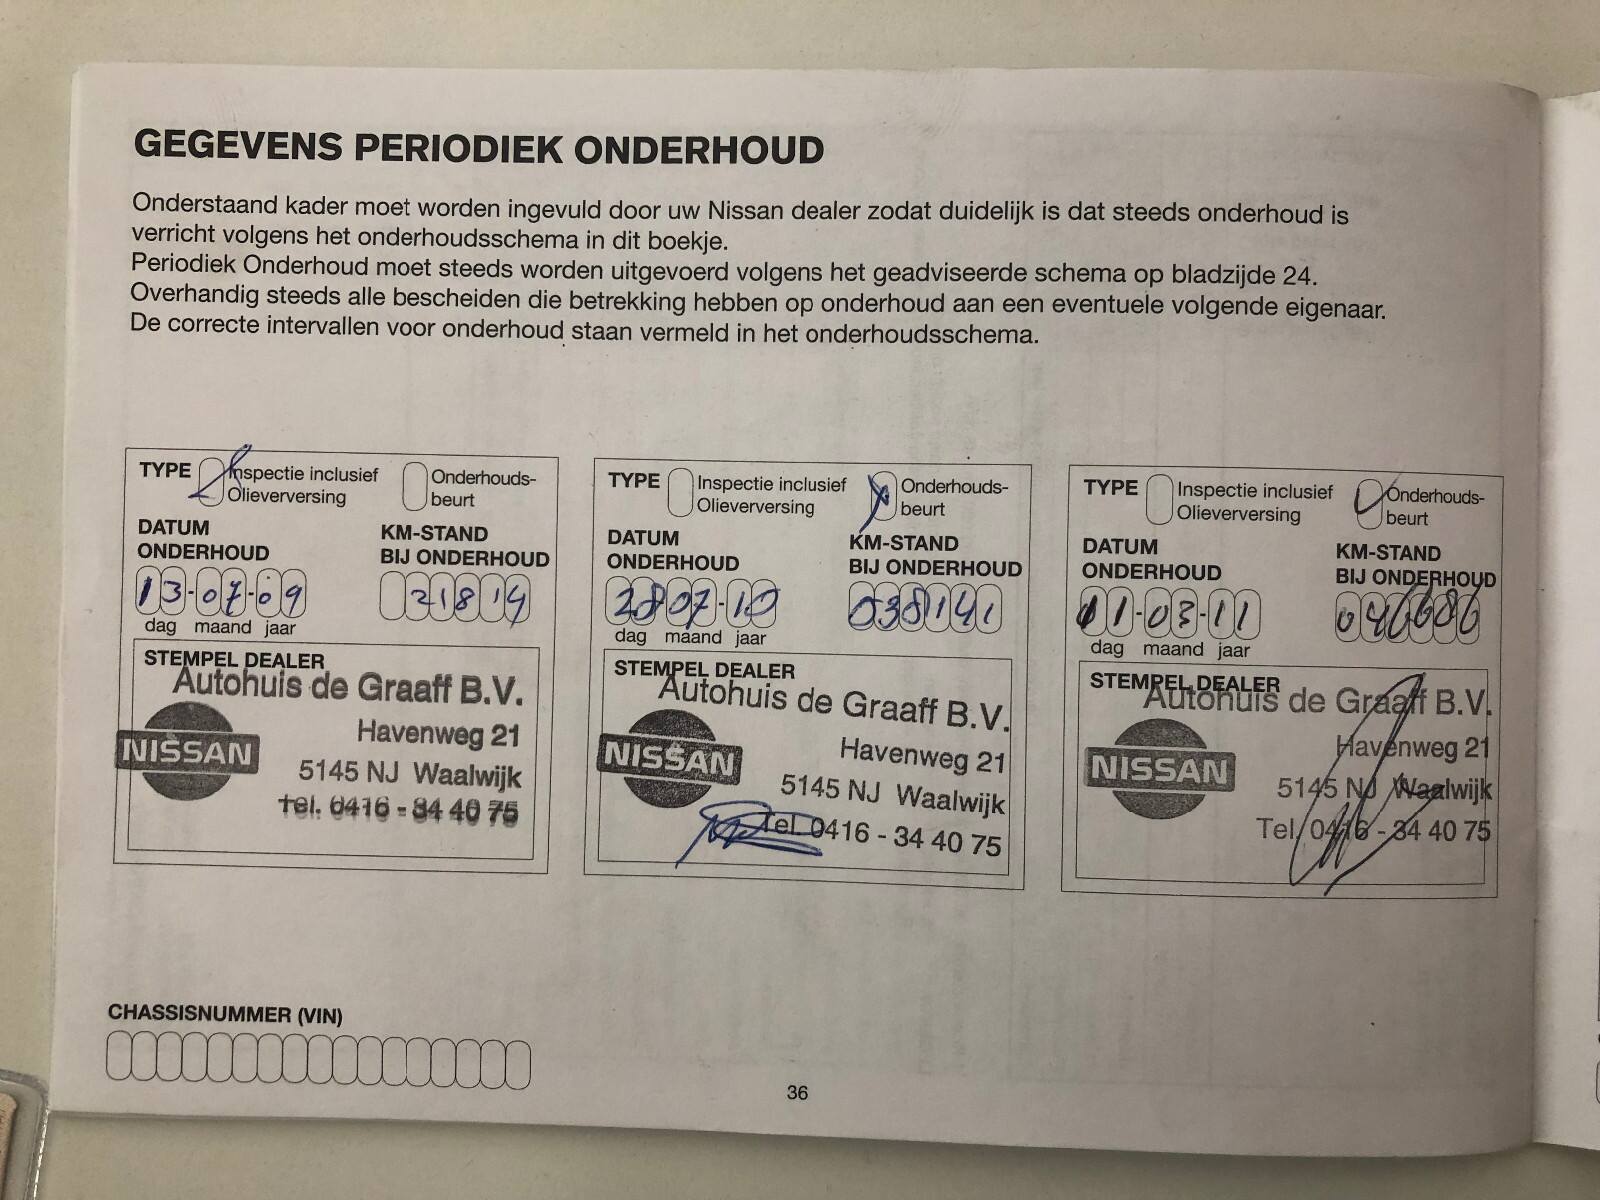 GEGEVENS PERIODIEK ONDERHOUD
Onderstaand kader moet worden ingevuld door uw Nissan dealer zodat duidelijk is dat steeds onderhoud is
verricht volgens het onderhoudsschema in dit boekje.
Periodiek Onderhoud moet steeds worden uitgevoerd volgens het geadviseerde schema op bladzijde 24.
Overhandig steeds alle bescheiden die betrekking hebben op onderhoud aan een eventuele volgende eigenaar.
De correcte intervallen voor onderhoud staan vermeld in het onderhoudsschema.
TYPE Inspectie inclusief Onderhouds-
Olieverversing beurt
DATUM KM-STAND
ONDERHOUD BIJ ONDERHOUD
13-07-09 21814
dag maand jaar
STEMPEL DEALER
Autohuis de Graaff B.V.
Havenweg 21
NISSAN
5145 NJ Waalwijk
Tel. 0416 - 34 40 75
TYPE Inspectie inclusief Onderhouds-
Olieverversing beurt
DATUM KM-STAND
ONDERHOUD BIJ ONDERHOUD
28 07-10 038141
dag maand jaar
STEMPEL DEALER
Autohuis de Graaff B.V.
Havenweg 21
NISSAN
5145 NJ Waalwijk
Tel. 0416 - 34 40 75
TYPE Inspectie inclusief Onderhouds-
Olieverversing beurt
DATUM KM-STAND
ONDERHOUD BIJ ONDERHOUD
11-03-11 046686
dag maand jaar
STEMPEL DEALER
Autohuis de Graaff B.V.
Havenweg 21
NISSAN
5145 NJ Waalwijk
Tel. 0416 - 34 40 75
CHASSISNUMMER (VIN)
36